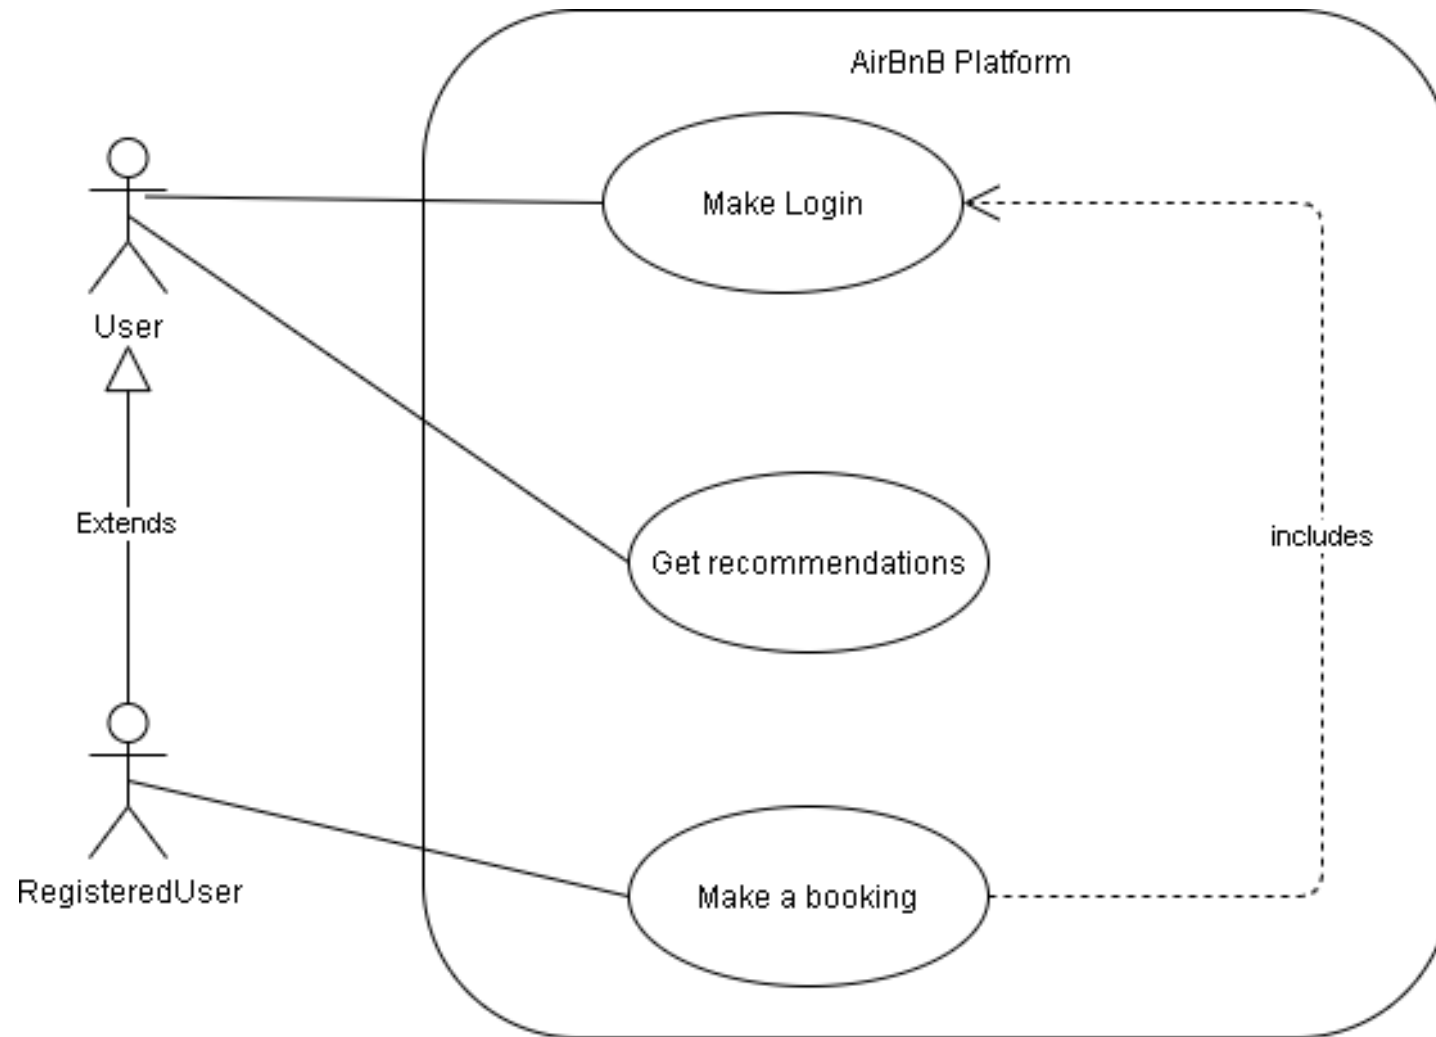 AirBnB Platform
Make Login
User
Extends
includes
Get recommendations
RegisteredUser
Make a booking